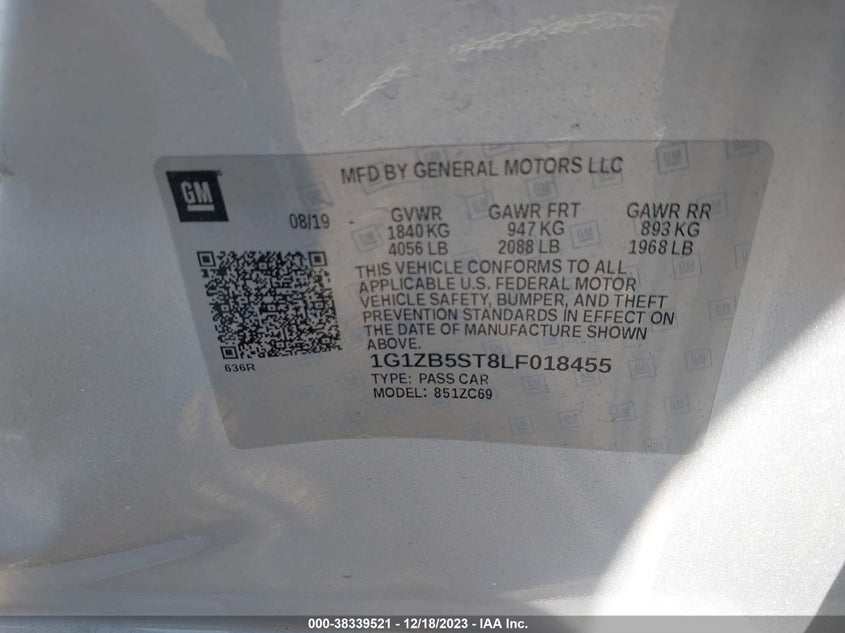 GM
®
MFD BY GENERAL MOTORS LLC
08/19
GVWR GAWR FRT GAWR RR
1840 KG 947 KG 893 KG
4056 LB 2088 LB 1968 LB
THIS VEHICLE CONFORMS TO ALL
APPLICABLE U.S. FEDERAL MOTOR
VEHICLE SAFETY, BUMPER, AND THEFT
PREVENTION STANDARDS IN EFFECT ON
THE DATE OF MANUFACTURE SHOWN
ABOVE.
636R
1G1ZB5ST8LF018455
TYPE: PASS CAR
MODEL: 851ZC69
000-38339521 - 12/18/2023 - IAA Inc.